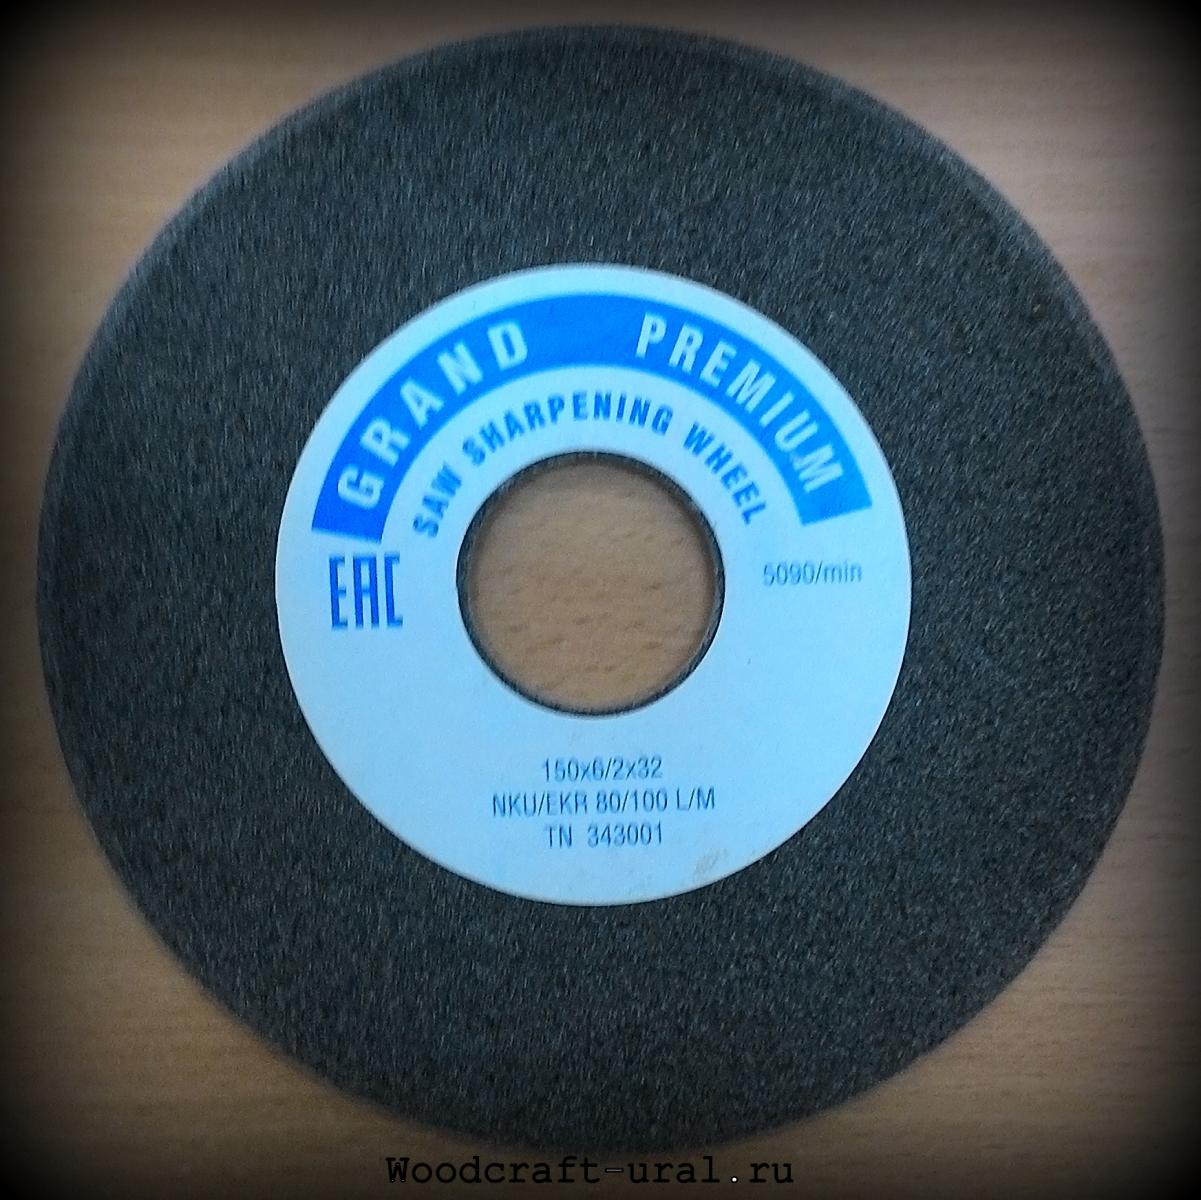 GRAND PREMIUM
SAW SHARPENING WHEEL
EAC
5090/min
150x6/2x32
NKU/EKR 80/100 L/M
TN 343001
Woodcraft-ural.ru